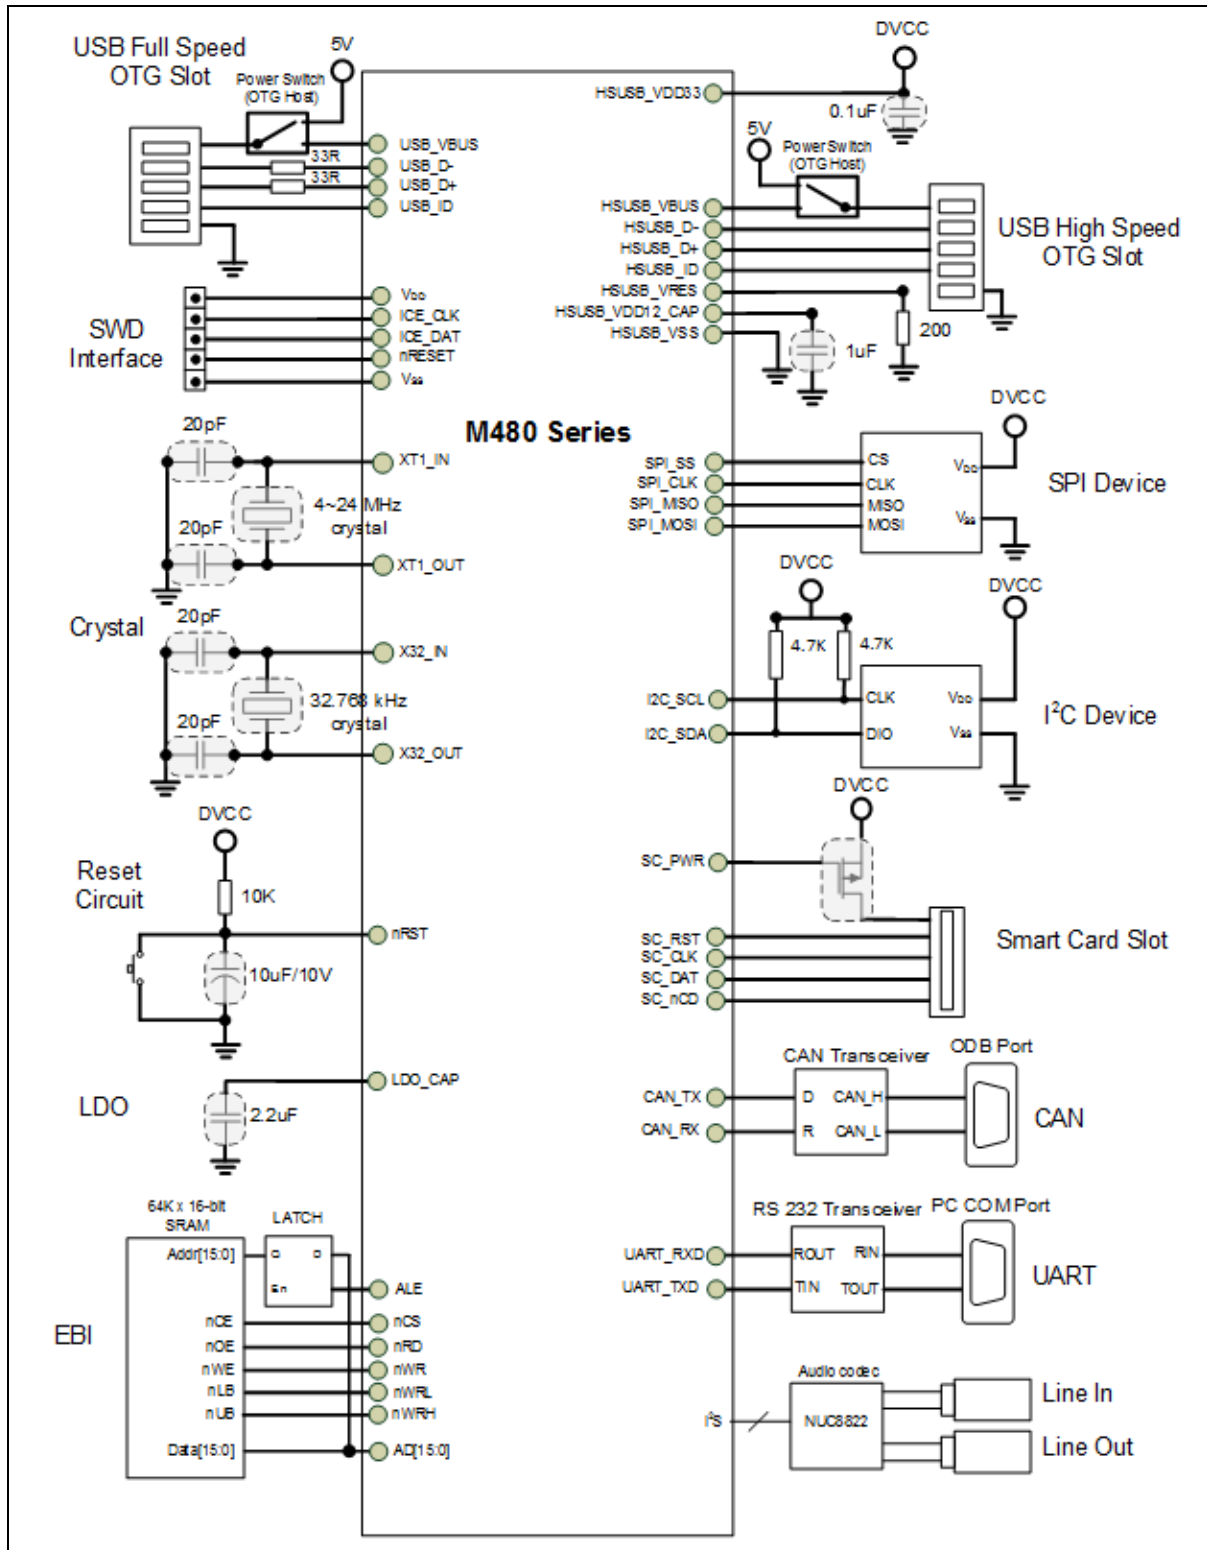 USB Full Speed
OTG Slot
5V
Power Switch
(OTG Host)
33R
33R
USB_VBUS
USB_D-
USB_D+
USB_ID
SWD
Interface
VDD
ICE_CLK
ICE_DAT
nRESET
VSS
20pF
XT1_IN
4~24 MHz
crystal
20pF
XT1_OUT
Crystal
20pF
X32_IN
32.768 kHz
crystal
20pF
X32_OUT
DVCC
Reset
Circuit
10K
nRST
10uF/10V
LDO
LDO_CAP
2.2uF
64K x 16-bit
SRAM
LATCH
Addr[15:0]
Q
D
En
ALE
EBI
nCE
nCS
nOE
nRD
nWE
nWR
nLB
nWRL
nUB
nWRH
Data[15:0]
AD[15:0]
M480 Series
DVCC
HSUSB_VDD33
0.1uF
5V
Power Switch
(OTG Host)
HSUSB_VBUS
HSUSB_D-
HSUSB_D+
HSUSB_ID
HSUSB_VRES
HSUSB_VDD12_CAP
HSUSB_VSS
USB High Speed
OTG Slot
200
1uF
DVCC
SPI_SS
SPI_CLK
SPI_MISO
SPI_MOSI
CS
CLK
MISO
MOSI
VDD
VSS
SPI Device
DVCC
DVCC
4.7K
4.7K
I2C_SCL
I2C_SDA
CLK
DIO
VDD
VSS
I²C Device
DVCC
SC_PWR
SC_RST
SC_CLK
SC_DAT
SC_nCD
Smart Card Slot
CAN Transceiver
ODB Port
CAN_TX
CAN_RX
D
CAN_H
R
CAN_L
CAN
RS 232 Transceiver
PC COM Port
UART_RXD
UART_TXD
ROUT
RIN
TIN
TOUT
UART
Audio codec
I²S
NUC8822
Line In
Line Out